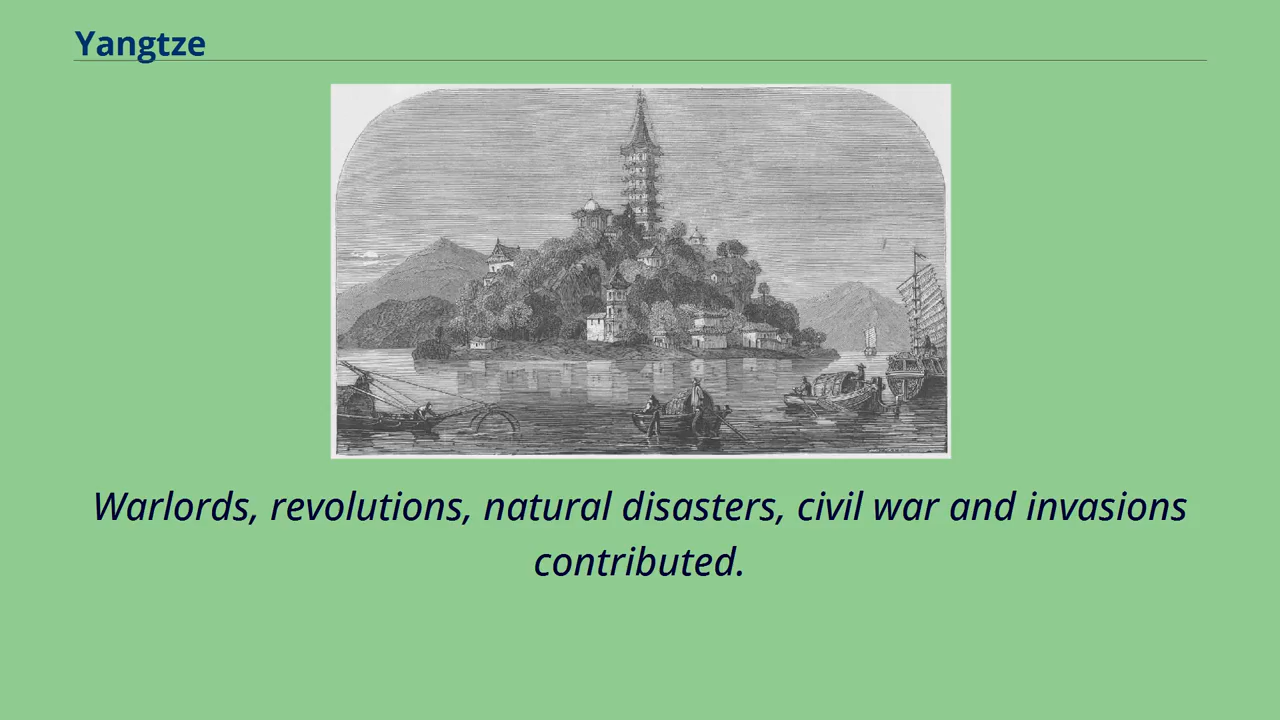 Yangtze
Warlords, revolutions, natural disasters, civil war and invasions
contributed.